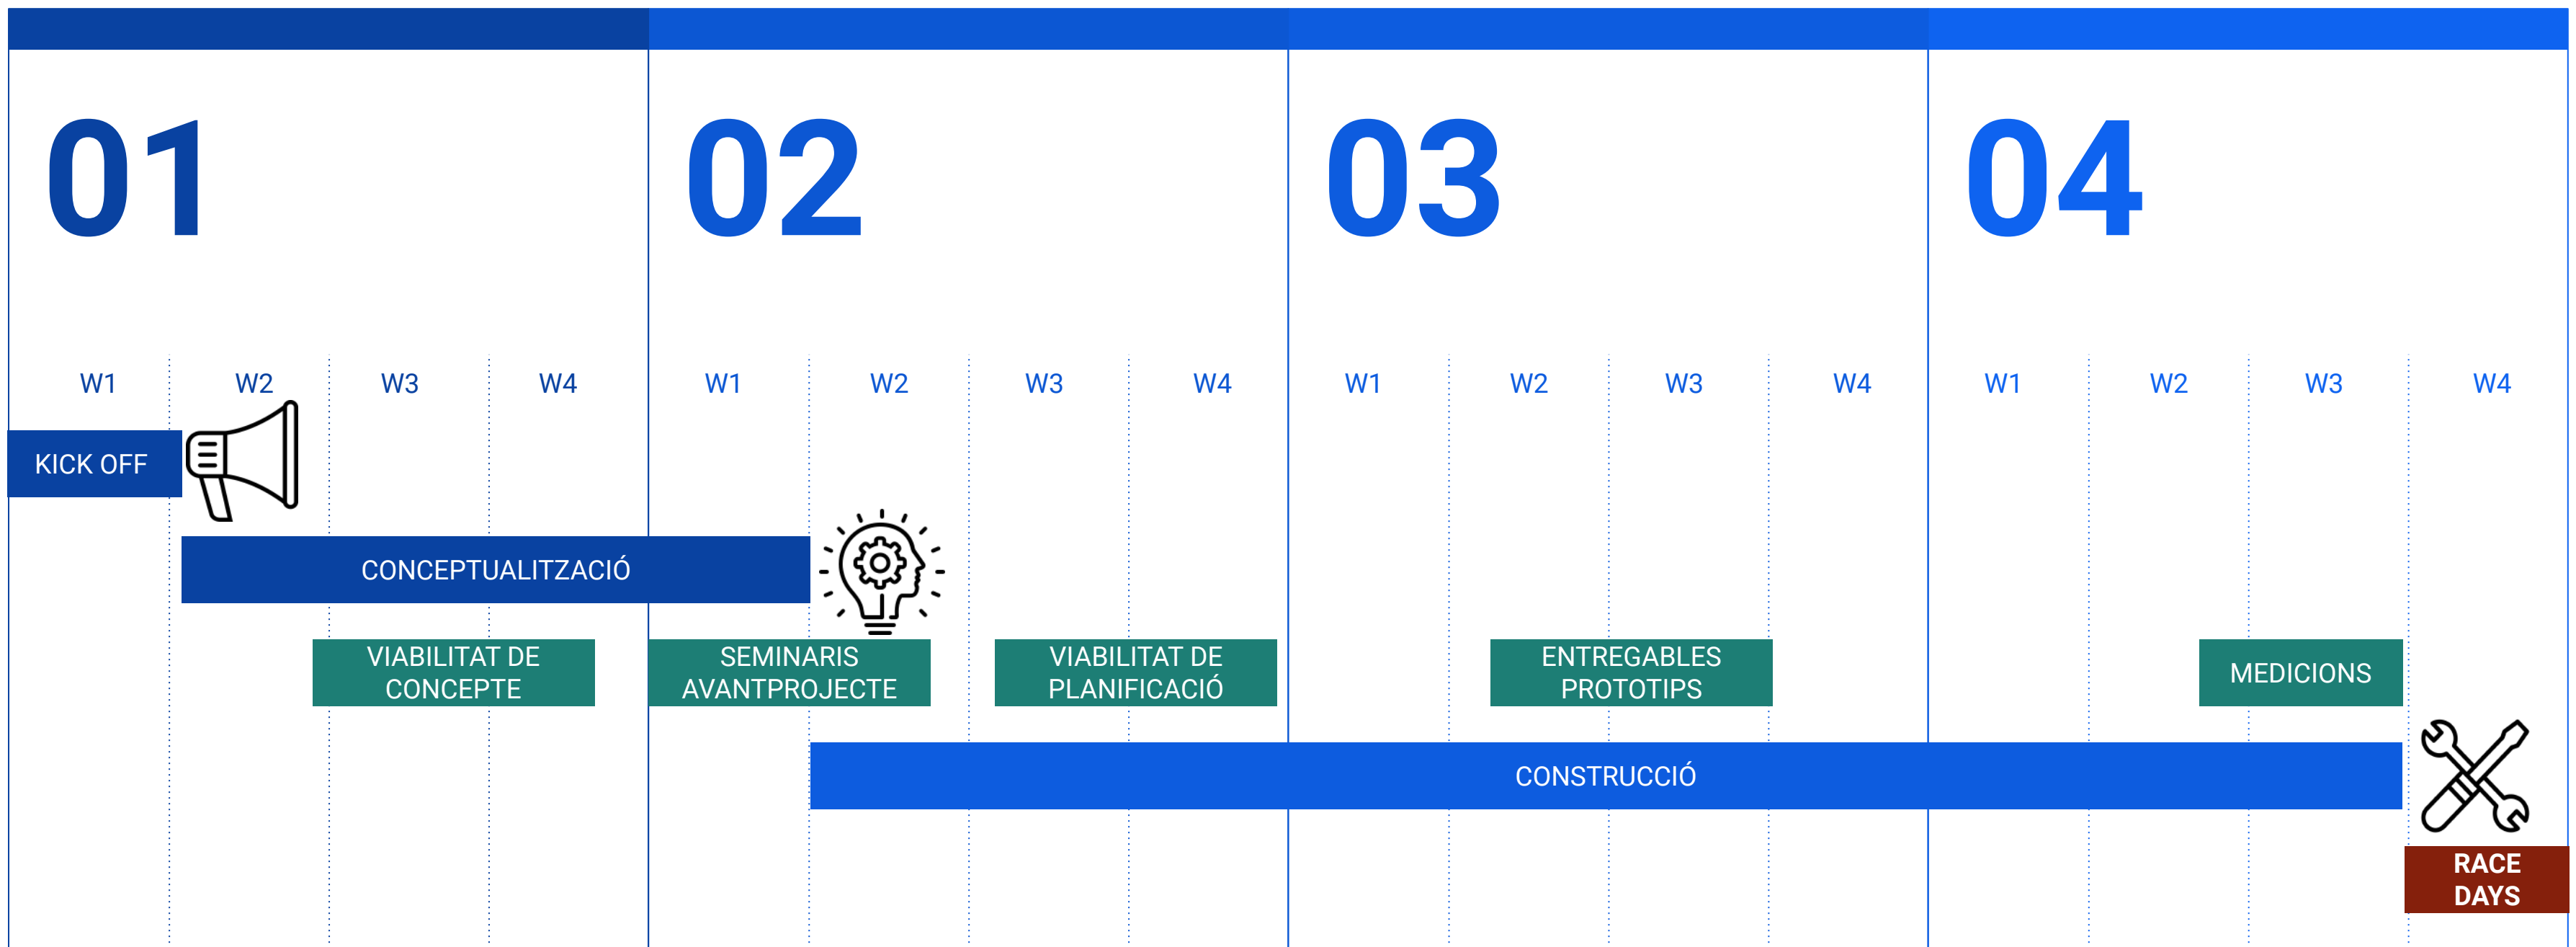 01
02
03
04
W1 W2 W3 W4 W1 W2 W3 W4 W1 W2 W3 W4 W1 W2 W3 W4
KICK OFF
CONCEPTUALITZACIÓ
VIABILITAT DE
CONCEPTE
SEMINARIS
AVANTPROJECTE
VIABILITAT DE
PLANIFICACIÓ
ENTREGABLES
PROTOTIPS
MEDICIONS
CONSTRUCCIÓ
RACE
DAYS